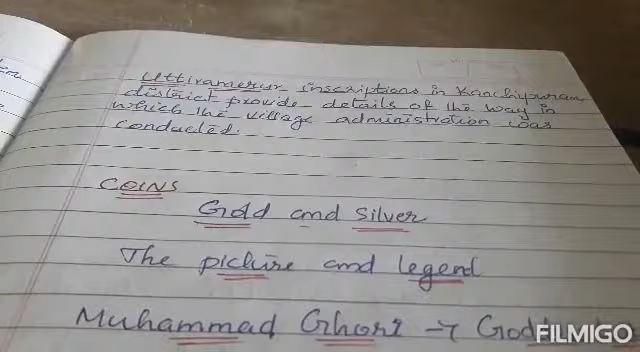 Uttiramerur inscriptions in Kanchipuram
district provide details of the way in
which the village administration was
conducted.
COINS
Gold and Silver
The picture and legend
Muhammad Ghori →
FILMIGO